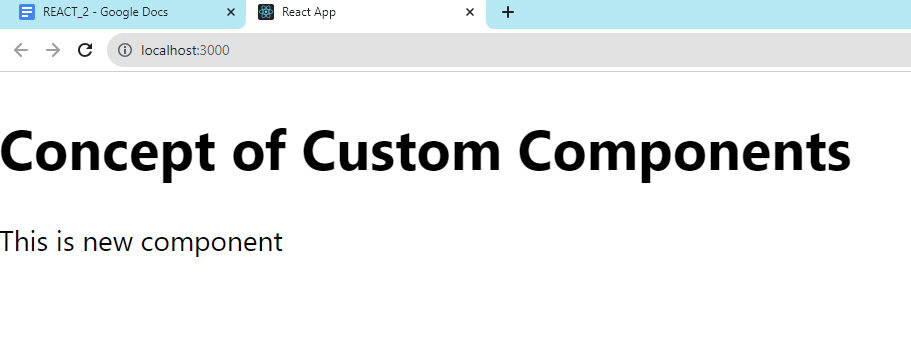 REACT_2 - Google Docs
React App
localhost:3000
Concept of Custom Components
This is new component